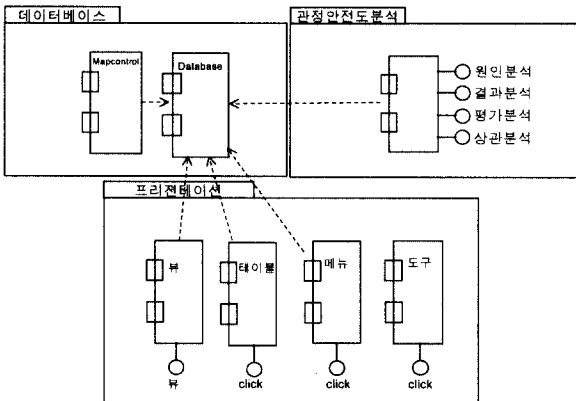 데이터베이스
관정안전도분석
Mapcontrol
Database
원인분석
결과분석
평가분석
상관분석
프리젠테이션
뷰
테이블
메뉴
도구
뷰
click
click
click